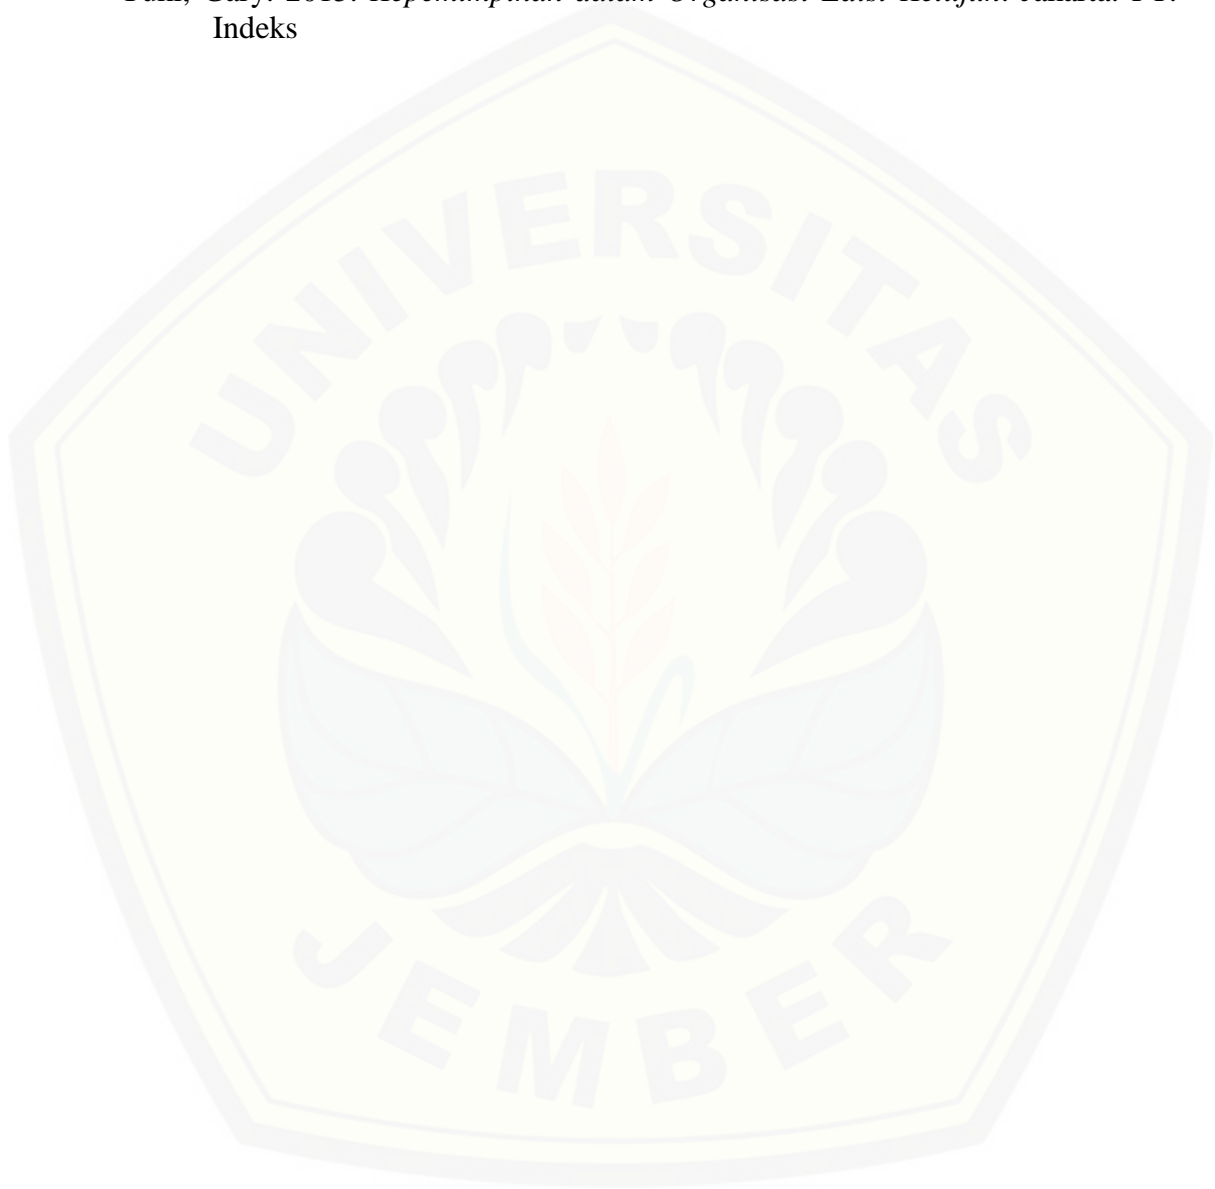 Yukl, Gary. 2015. Kepemimpinan dalam Organisasi Edisi Ketujuh. Jakarta: PT.
Indeks
UNIVERSITAS
JEMBER